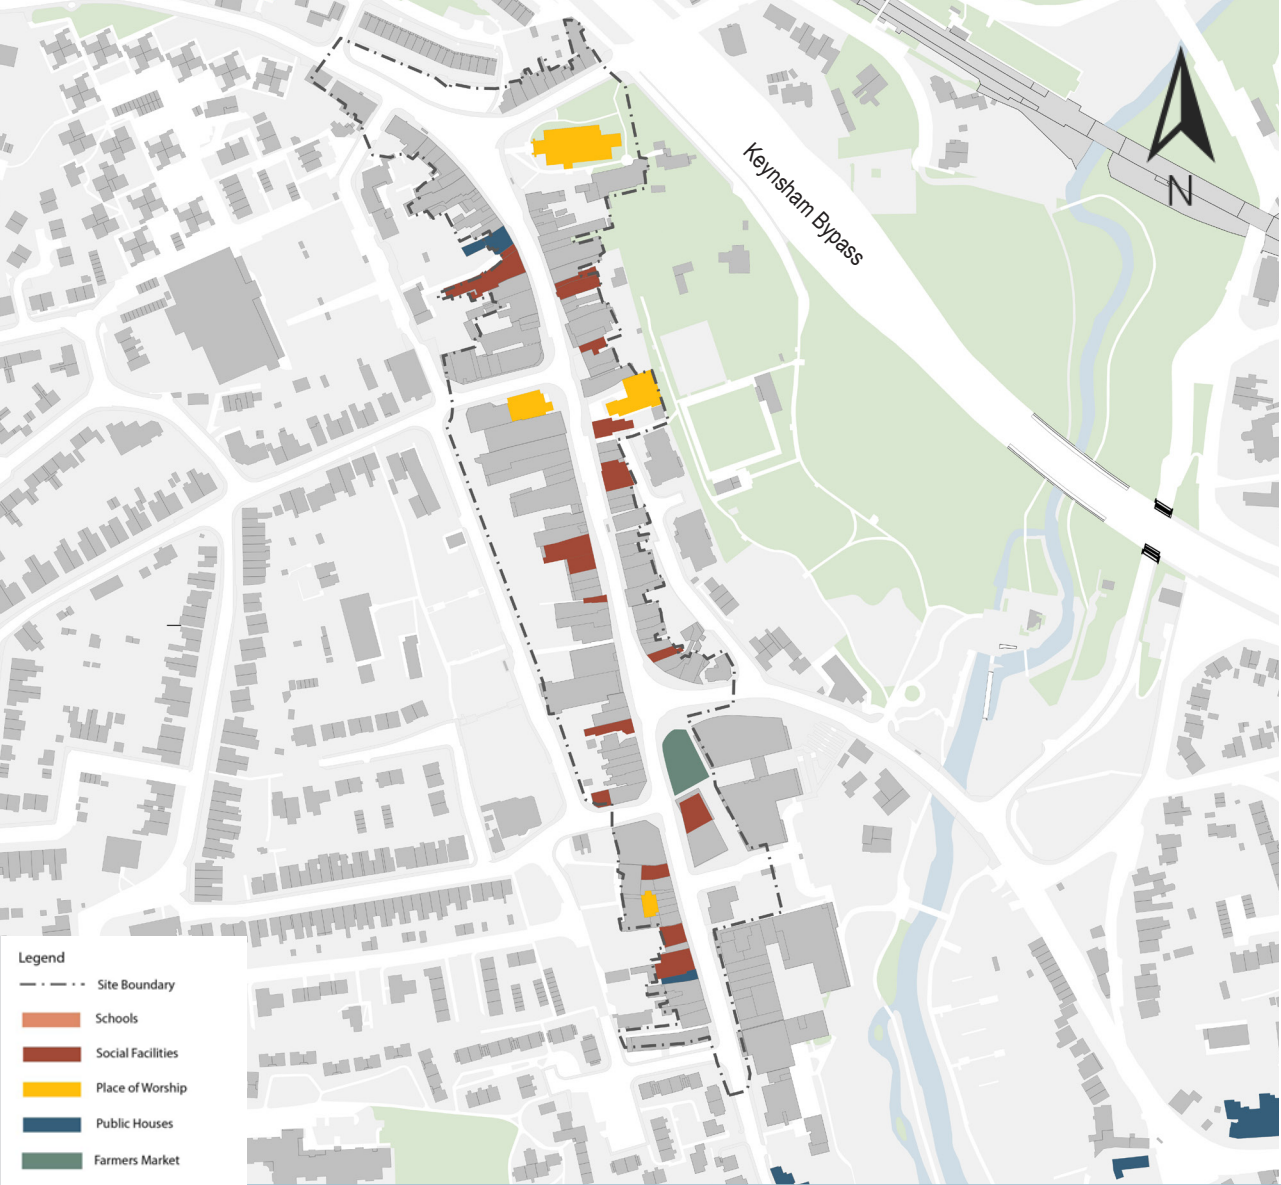 Keynsham Bypass
N
Legend
Site Boundary
Schools
Social Facilities
Place of Worship
Public Houses
Farmers Market